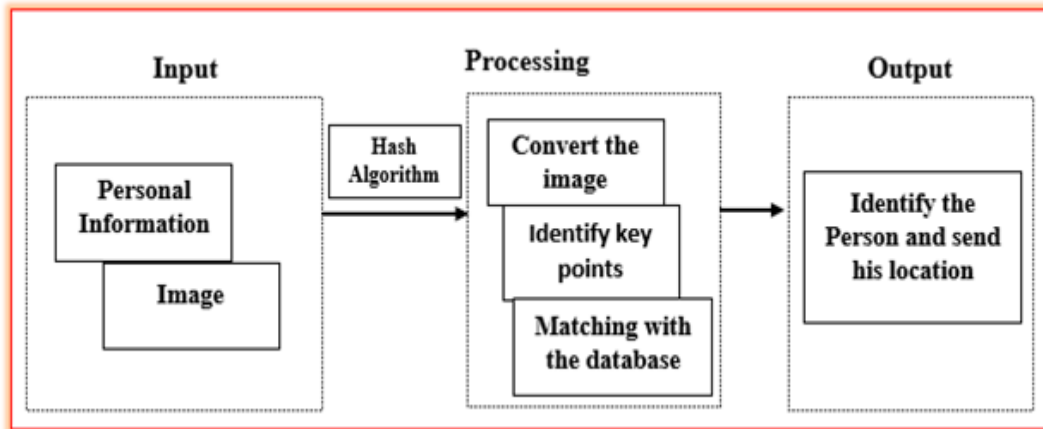 Input
Processing
Output
Personal
Information
Image
Hash
Algorithm
Convert the
image
Identify key
points
Matching with
the database
Identify the
Person and send
his location